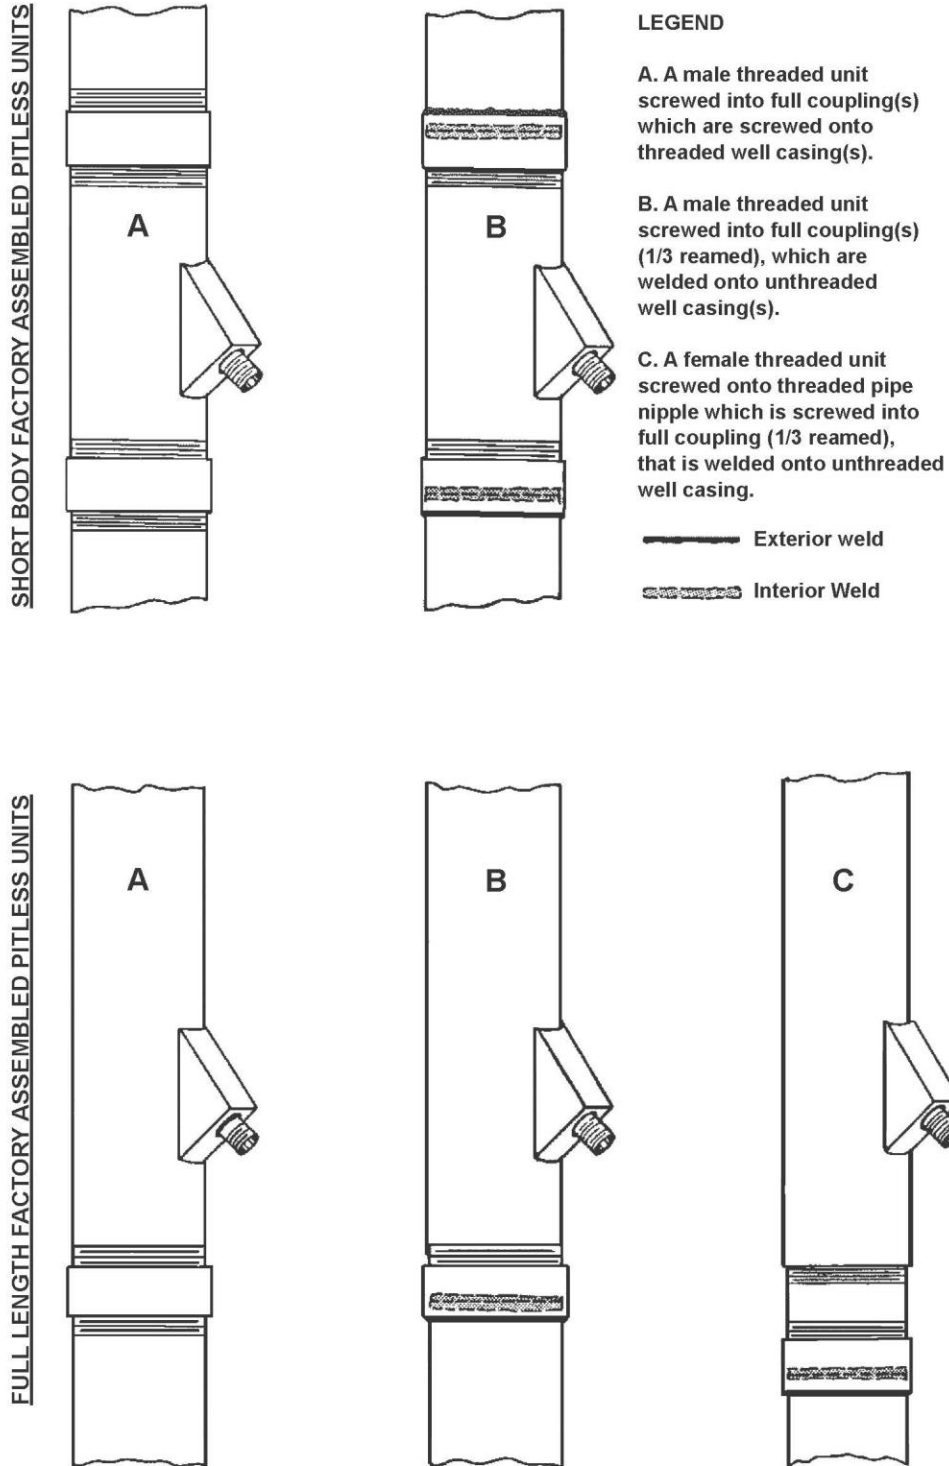 SHORT BODY FACTORY ASSEMBLED PITLESS UNITS
A
B
LEGEND
A. A male threaded unit
screwed into full coupling(s)
which are screwed onto
threaded well casing(s).
B. A male threaded unit
screwed into full coupling(s)
(1/3 reamed), which are
welded onto unthreaded
well casing(s).
C. A female threaded unit
screwed onto threaded pipe
nipple which is screwed into
full coupling (1/3 reamed),
that is welded onto unthreaded
well casing.
Exterior weld
Interior Weld
FULL LENGTH FACTORY ASSEMBLED PITLESS UNITS
A
B
C